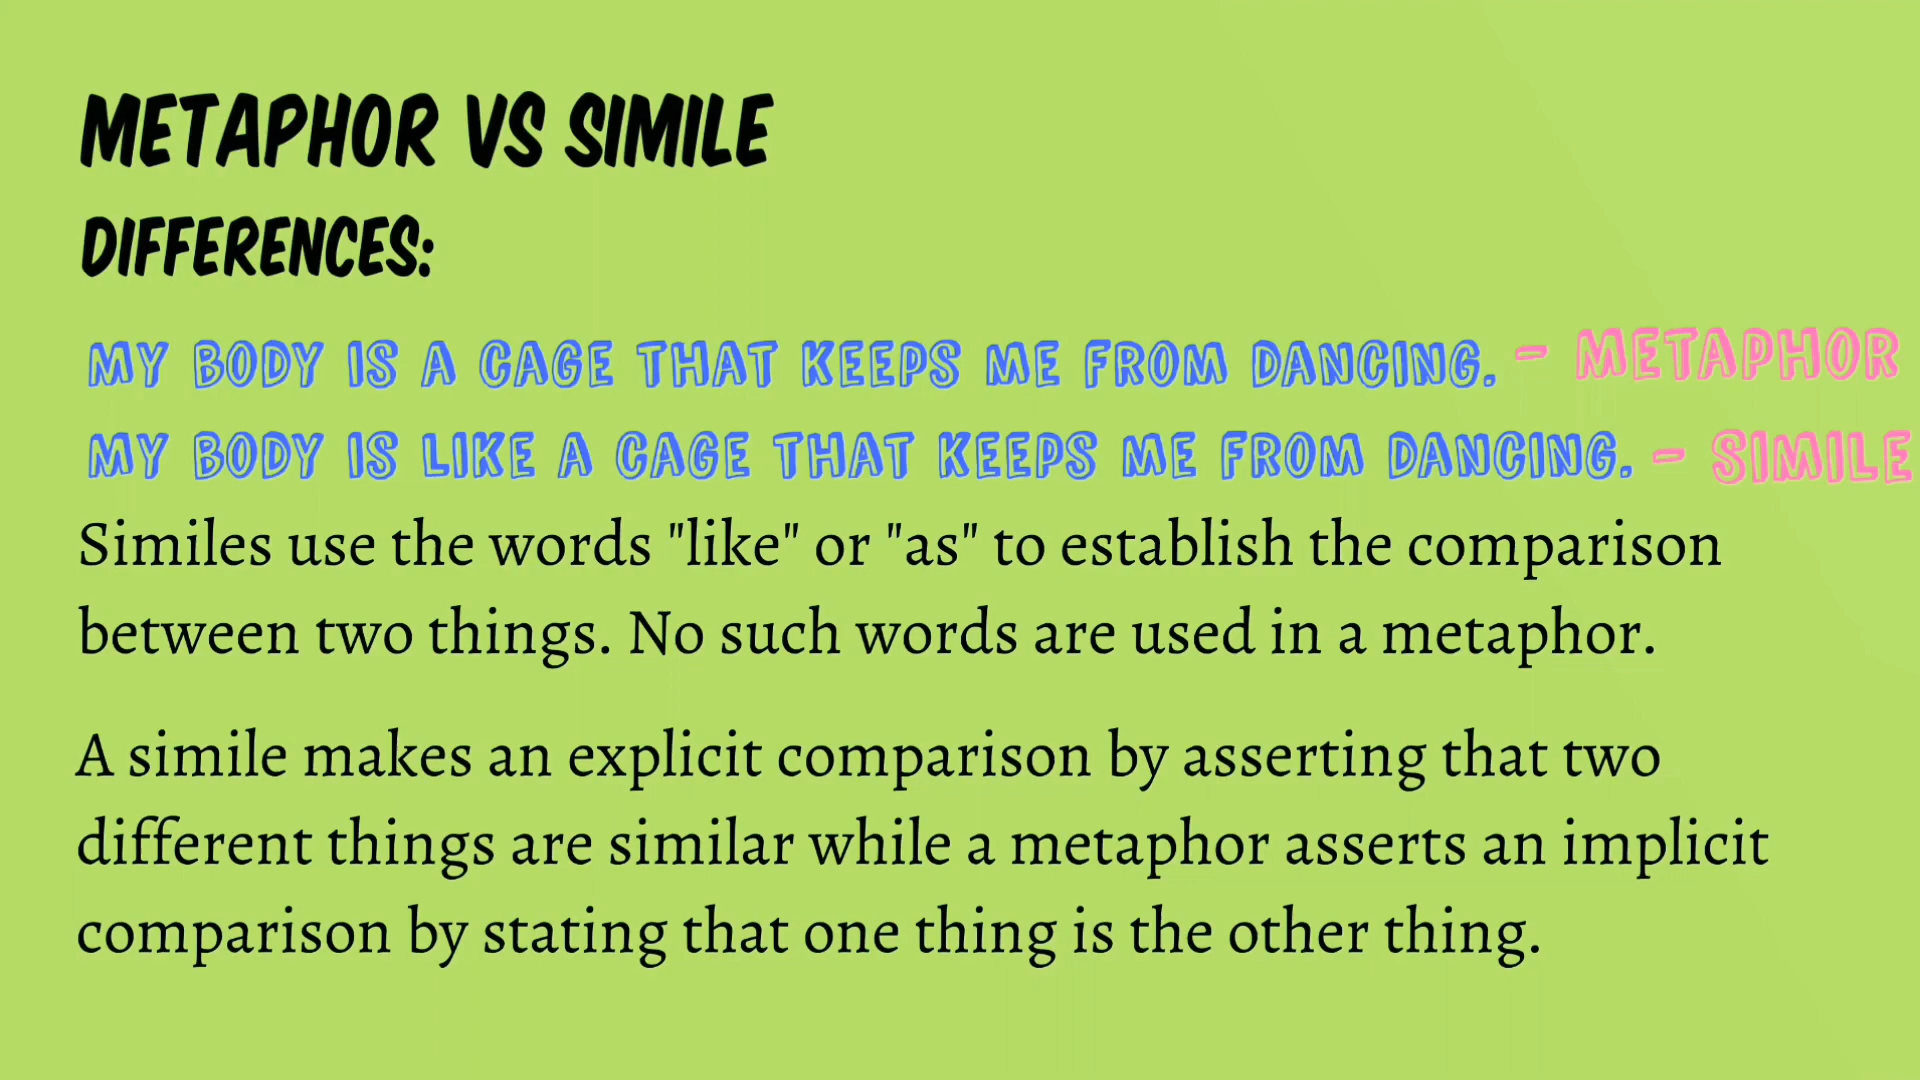 METAPHOR VS SIMILE
DIFFERENCES:
MY BODY IS A CAGE THAT KEEPS ME FROM DANCING. - METAPHOR
MY BODY IS LIKE A CAGE THAT KEEPS ME FROM DANCING. - SIMILE
Similes use the words "like" or "as" to establish the comparison
between two things. No such words are used in a metaphor.
A simile makes an explicit comparison by asserting that two
different things are similar while a metaphor asserts an implicit
comparison by stating that one thing is the other thing.